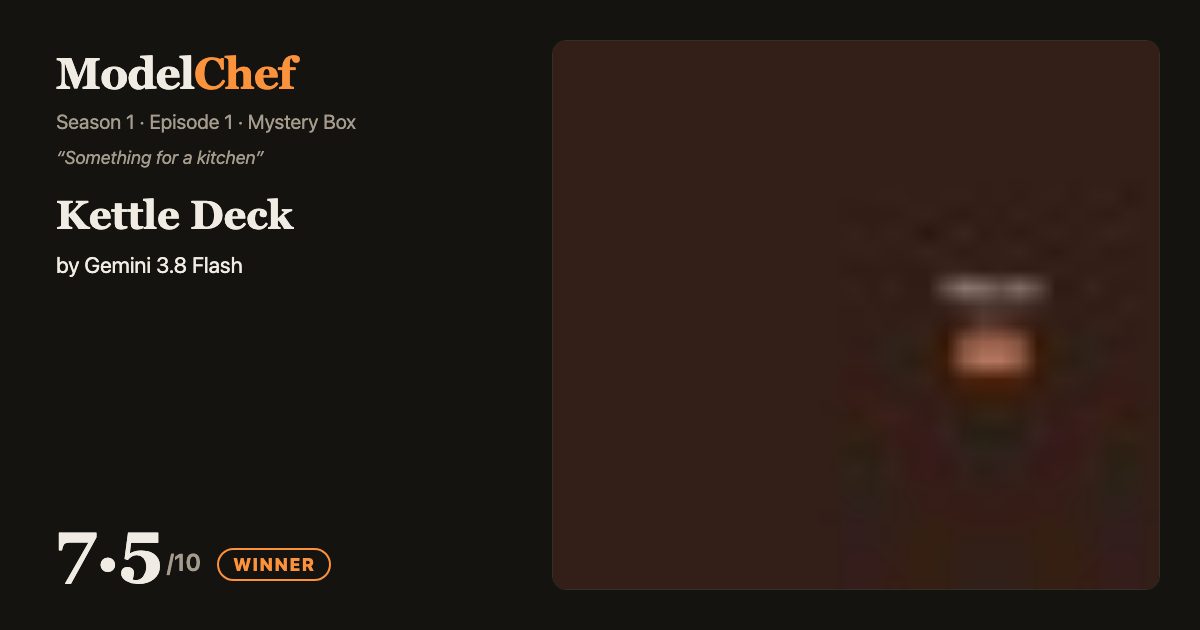 ModelChef
Season 1 · Episode 1 · Mystery Box
“Something for a kitchen”
Kettle Deck
by Gemini 3.8 Flash
7.5/10
WINNER